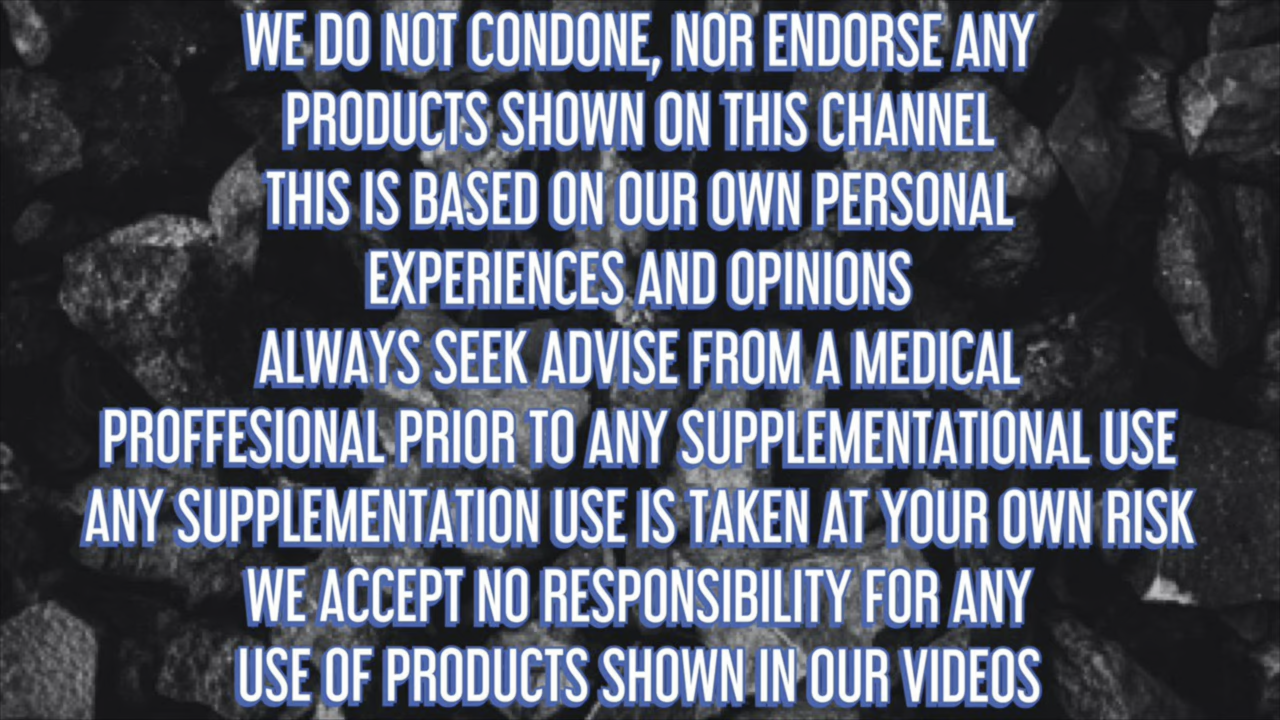 WE DO NOT CONDONE, NOR ENDORSE ANY
PRODUCTS SHOWN ON THIS CHANNEL
THIS IS BASED ON OUR OWN PERSONAL
EXPERIENCES AND OPINIONS
ALWAYS SEEK ADVISE FROM A MEDICAL
PROFFESIONAL PRIOR TO ANY SUPPLEMENTATIONAL USE
ANY SUPPLEMENTATION USE IS TAKEN AT YOUR OWN RISK
WE ACCEPT NO RESPONSIBILITY FOR ANY
USE OF PRODUCTS SHOWN IN OUR VIDEOS